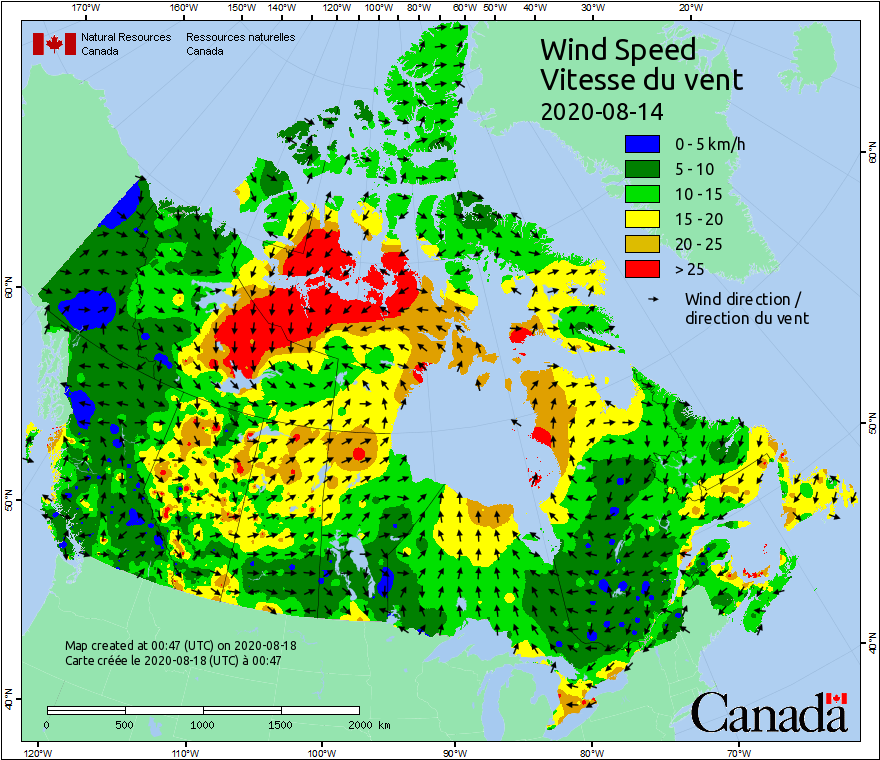 170°W 160°W 150°W 140°W 120°W 100°W 80°W 60°W 50°W 40°W 30°W 20°W
Natural Resources Ressources naturelles
Canada Canada
Wind Speed
Vitesse du vent
2020-08-14
0 - 5 km/h
5 - 10
10 - 15
15 - 20
20 - 25
> 25
Wind direction /
direction du vent
60°N
60°N
50°N
50°N
40°N
40°N
Map created at 00:47 (UTC) on 2020-08-18
Carte créée le 2020-08-18 (UTC) à 00:47
0 500 1000 1500 2000 km
Canada
120°W 110°W 100°W 90°W 80°W 70°W